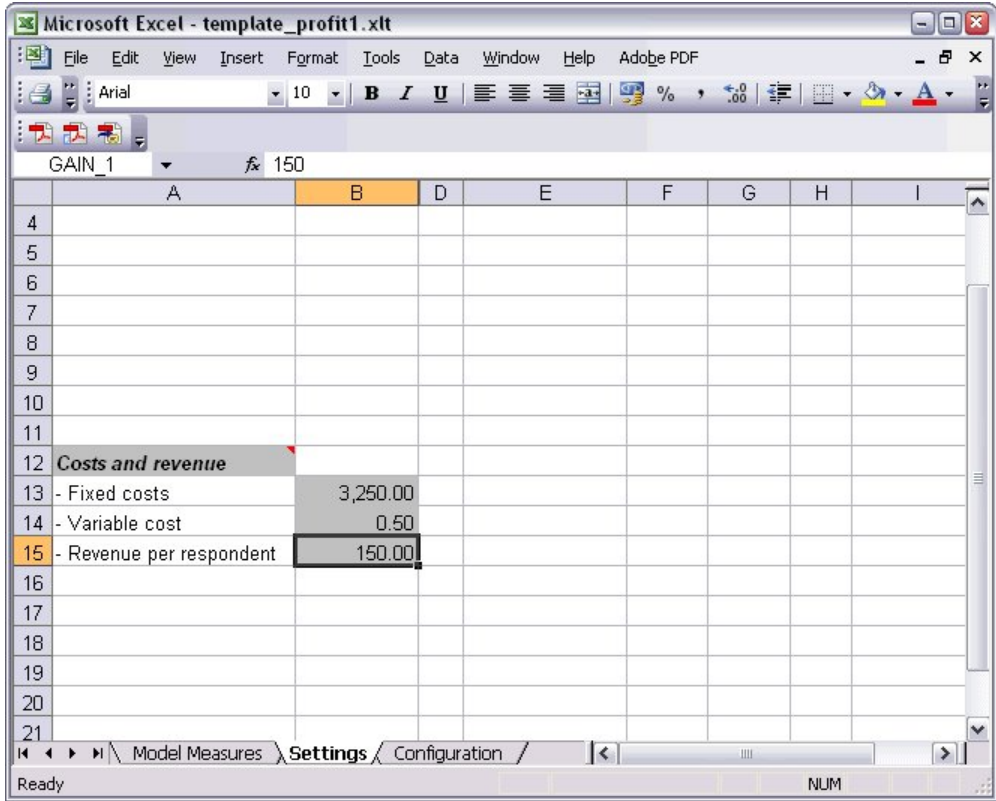 Microsoft Excel - template_profit1.xlt
File Edit View Insert Format Tools Data Window Help Adobe PDF
Arial 10 B I U % , .00 A
GAIN_1 fx 150
A B D E F G H I
4
5
6
7
8
9
10
11
12 Costs and revenue
13 - Fixed costs 3,250.00
14 - Variable cost 0.50
15 - Revenue per respondent 150.00
16
17
18
19
20
21
Model Measures Settings Configuration
Ready NUM